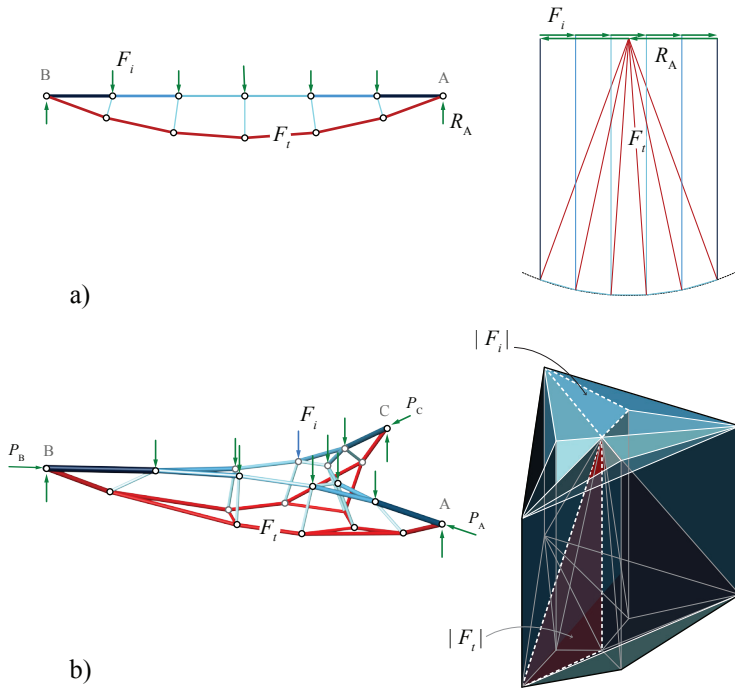 B
F_i
A
R_A
F_t
a)
F_i
R_A
F_t
B
P_B
F_i
C
P_C
F_t
A
P_A
b)
|F_i|
|F_t|